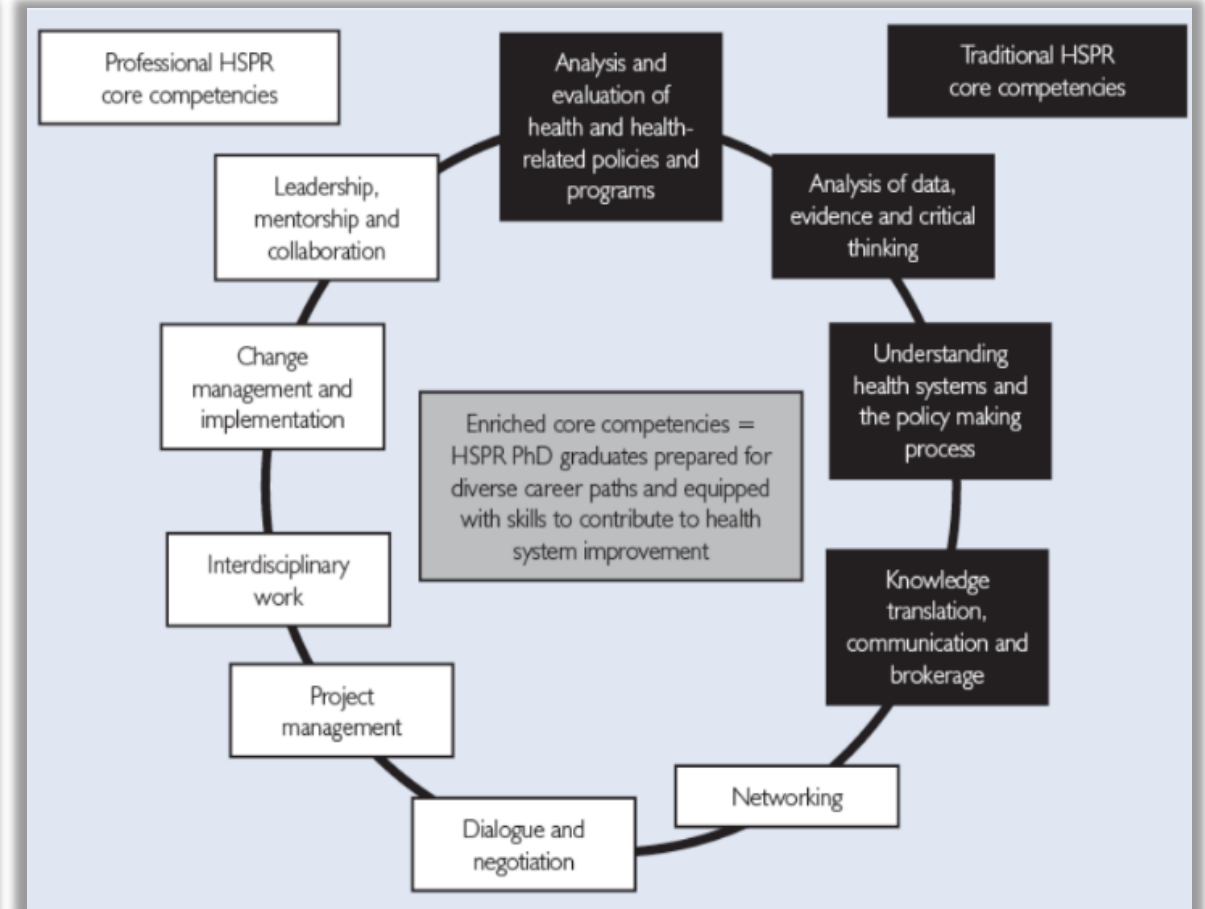 Professional HSPR
core competencies
Traditional HSPR
core competencies
Analysis and
evaluation of
health and health-
related policies and
programs
Analysis of data,
evidence and critical
thinking
Understanding
health systems and
the policy making
process
Knowledge
translation,
communication and
brokerage
Networking
Dialogue and
negotiation
Project
management
Interdisciplinary
work
Change
management and
implementation
Leadership,
mentorship and
collaboration
Enriched core competencies =
HSPR PhD graduates prepared for
diverse career paths and equipped
with skills to contribute to health
system improvement